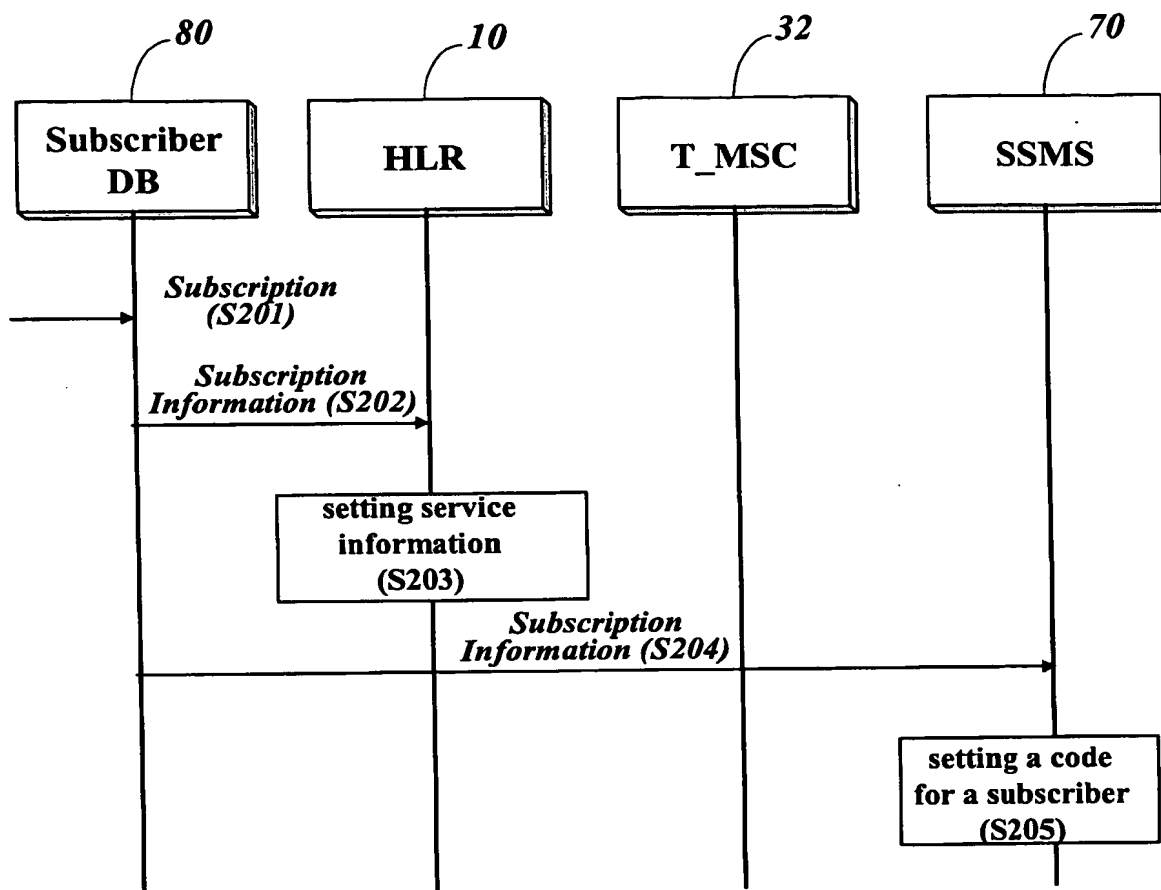 80
10
32
70
Subscriber
DB
HLR
T_MSC
SSMS
Subscription
(S201)
Subscription
Information (S202)
setting service
information
(S203)
Subscription
Information (S204)
setting a code
for a subscriber
(S205)